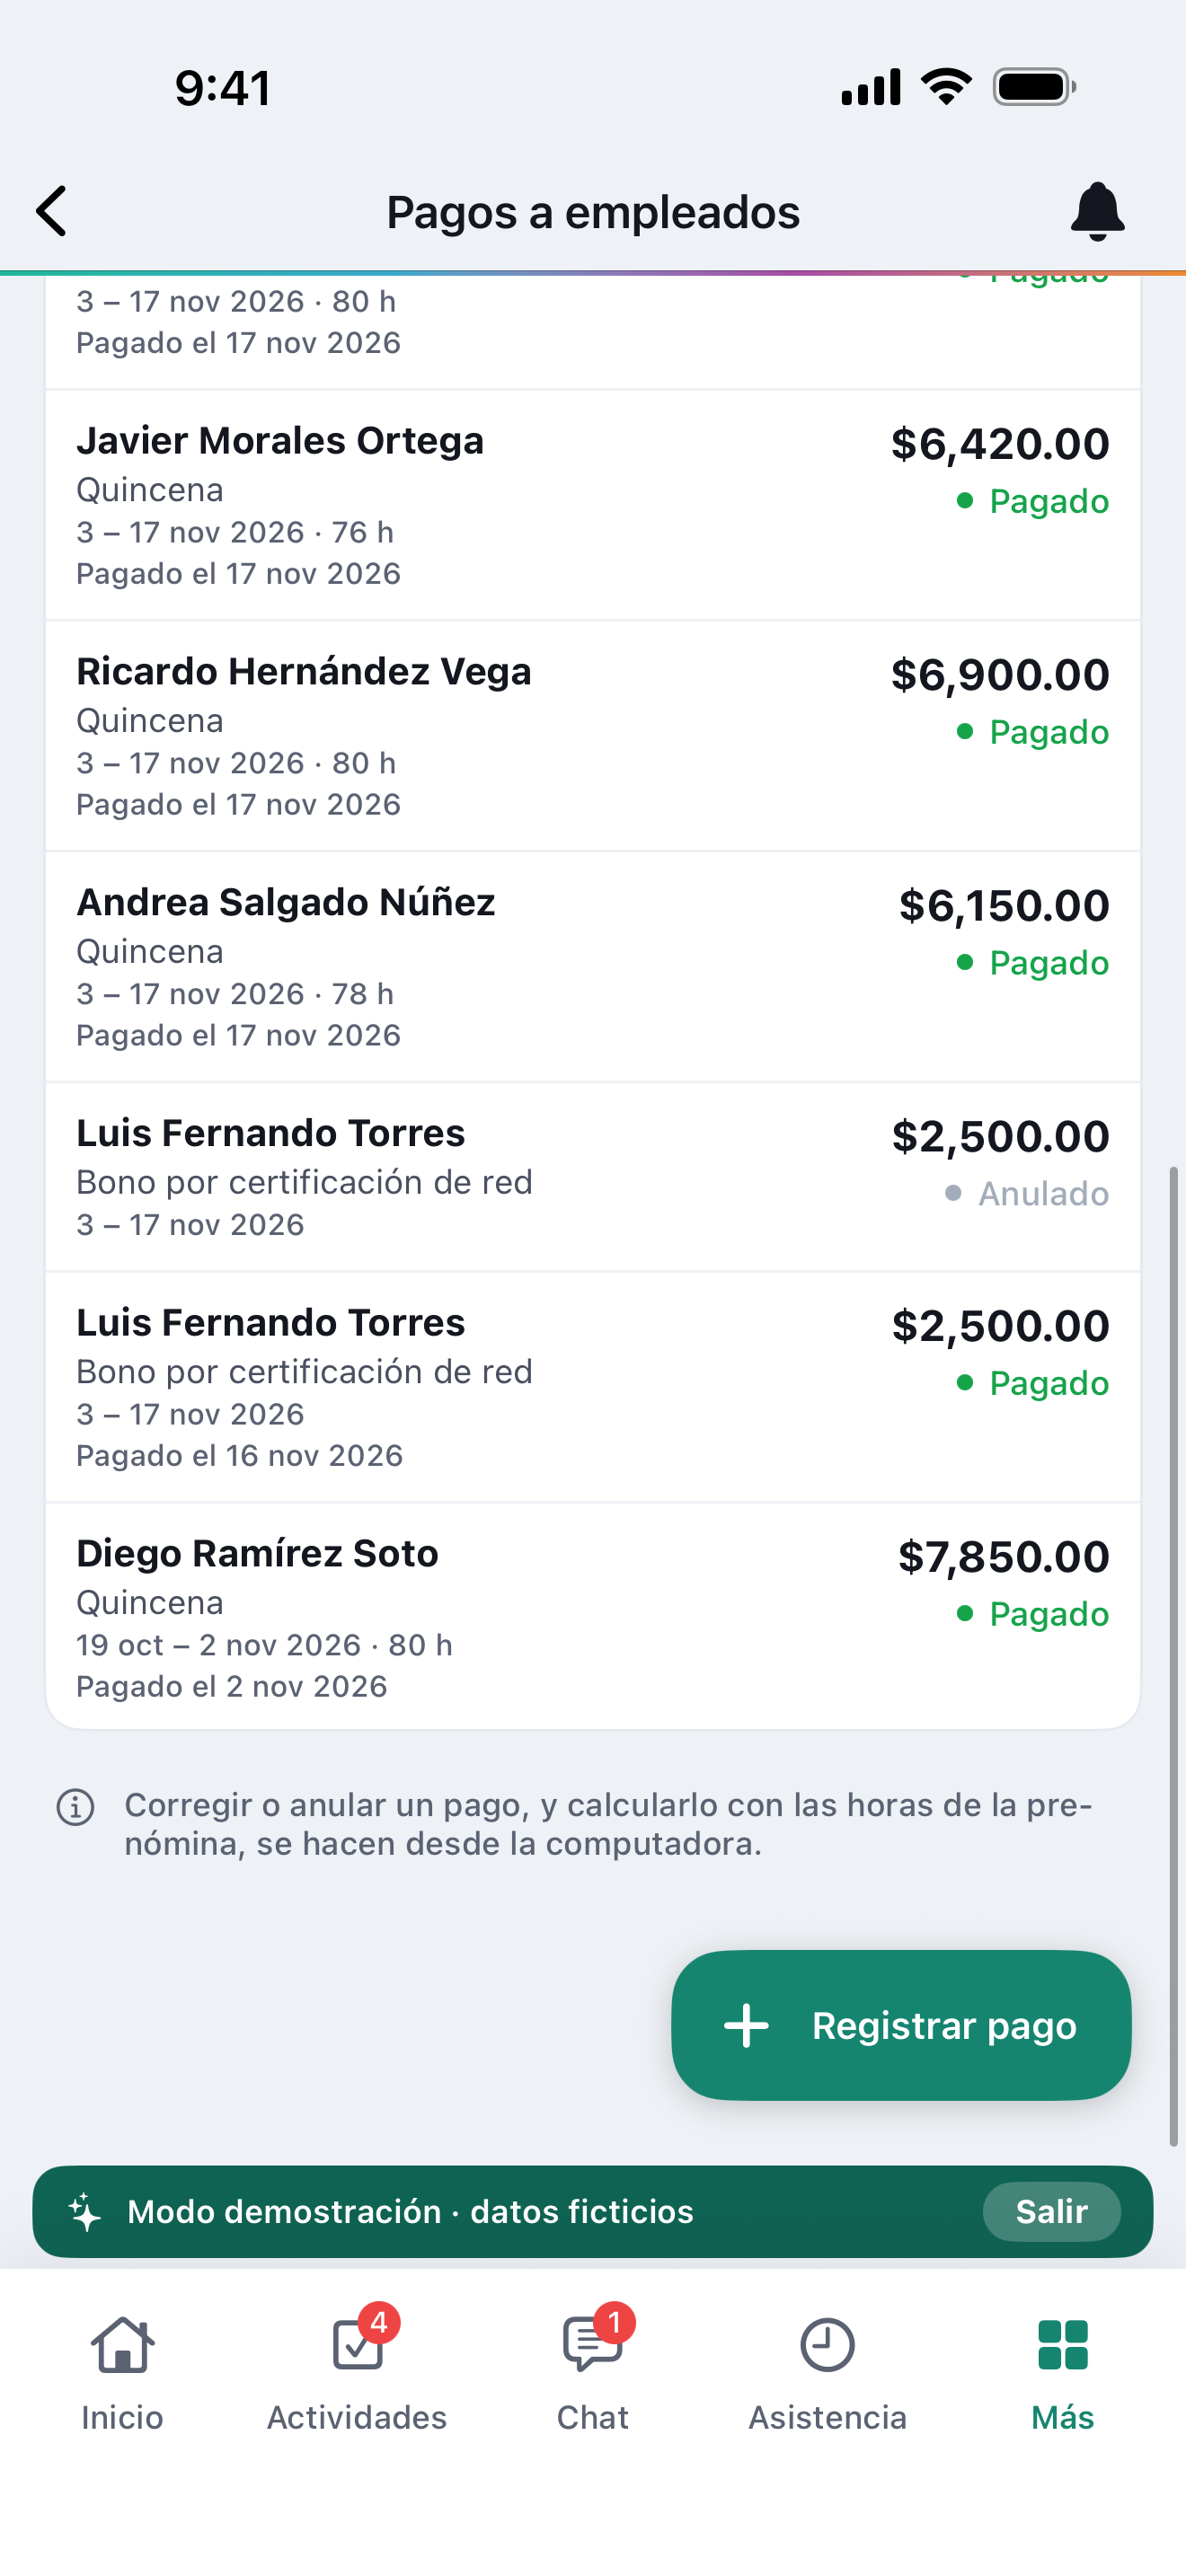 9:41
Pagos a empleados
Pagado
3 – 17 nov 2026 · 80 h
Pagado el 17 nov 2026
Javier Morales Ortega
$6,420.00
Quincena
Pagado
3 – 17 nov 2026 · 76 h
Pagado el 17 nov 2026
Ricardo Hernández Vega
$6,900.00
Quincena
Pagado
3 – 17 nov 2026 · 80 h
Pagado el 17 nov 2026
Andrea Salgado Núñez
$6,150.00
Quincena
Pagado
3 – 17 nov 2026 · 78 h
Pagado el 17 nov 2026
Luis Fernando Torres
$2,500.00
Bono por certificación de red
Anulado
3 – 17 nov 2026
Luis Fernando Torres
$2,500.00
Bono por certificación de red
Pagado
3 – 17 nov 2026
Pagado el 16 nov 2026
Diego Ramírez Soto
$7,850.00
Quincena
Pagado
19 oct – 2 nov 2026 · 80 h
Pagado el 2 nov 2026
Corregir o anular un pago, y calcularlo con las horas de la pre-
nómina, se hacen desde la computadora.
Registrar pago
Modo demostración · datos ficticios
Salir
4
1
Inicio
Actividades
Chat
Asistencia
Más